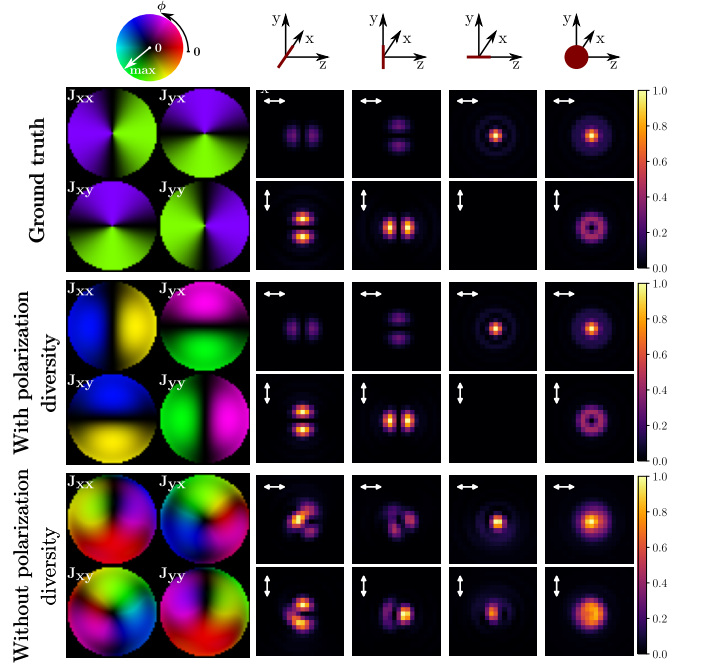 ϕ
0
0
max
y
x
z
y
x
z
y
x
z
y
x
z
Ground truth
Jxx
Jyx
Jxy
Jyy
x
1.0
0.8
0.6
0.4
0.2
0.0
With polarization
diversity
Jxx
Jyx
Jxy
Jyy
1.0
0.8
0.6
0.4
0.2
0.0
Without polarization
diversity
Jxx
Jyx
Jxy
Jyy
1.0
0.8
0.6
0.4
0.2
0.0